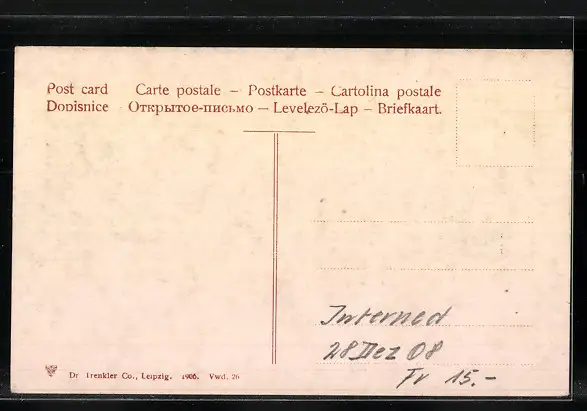 Post card Carte postale – Postkarte – Cartolina postale
Dopisnice Открытое-письмо – Levelező-Lap – Briefkaart.
Dr Trenkler Co., Leipzig. 1906. Vwd. 26
Interned
28 Dez 08
Fr 15.-